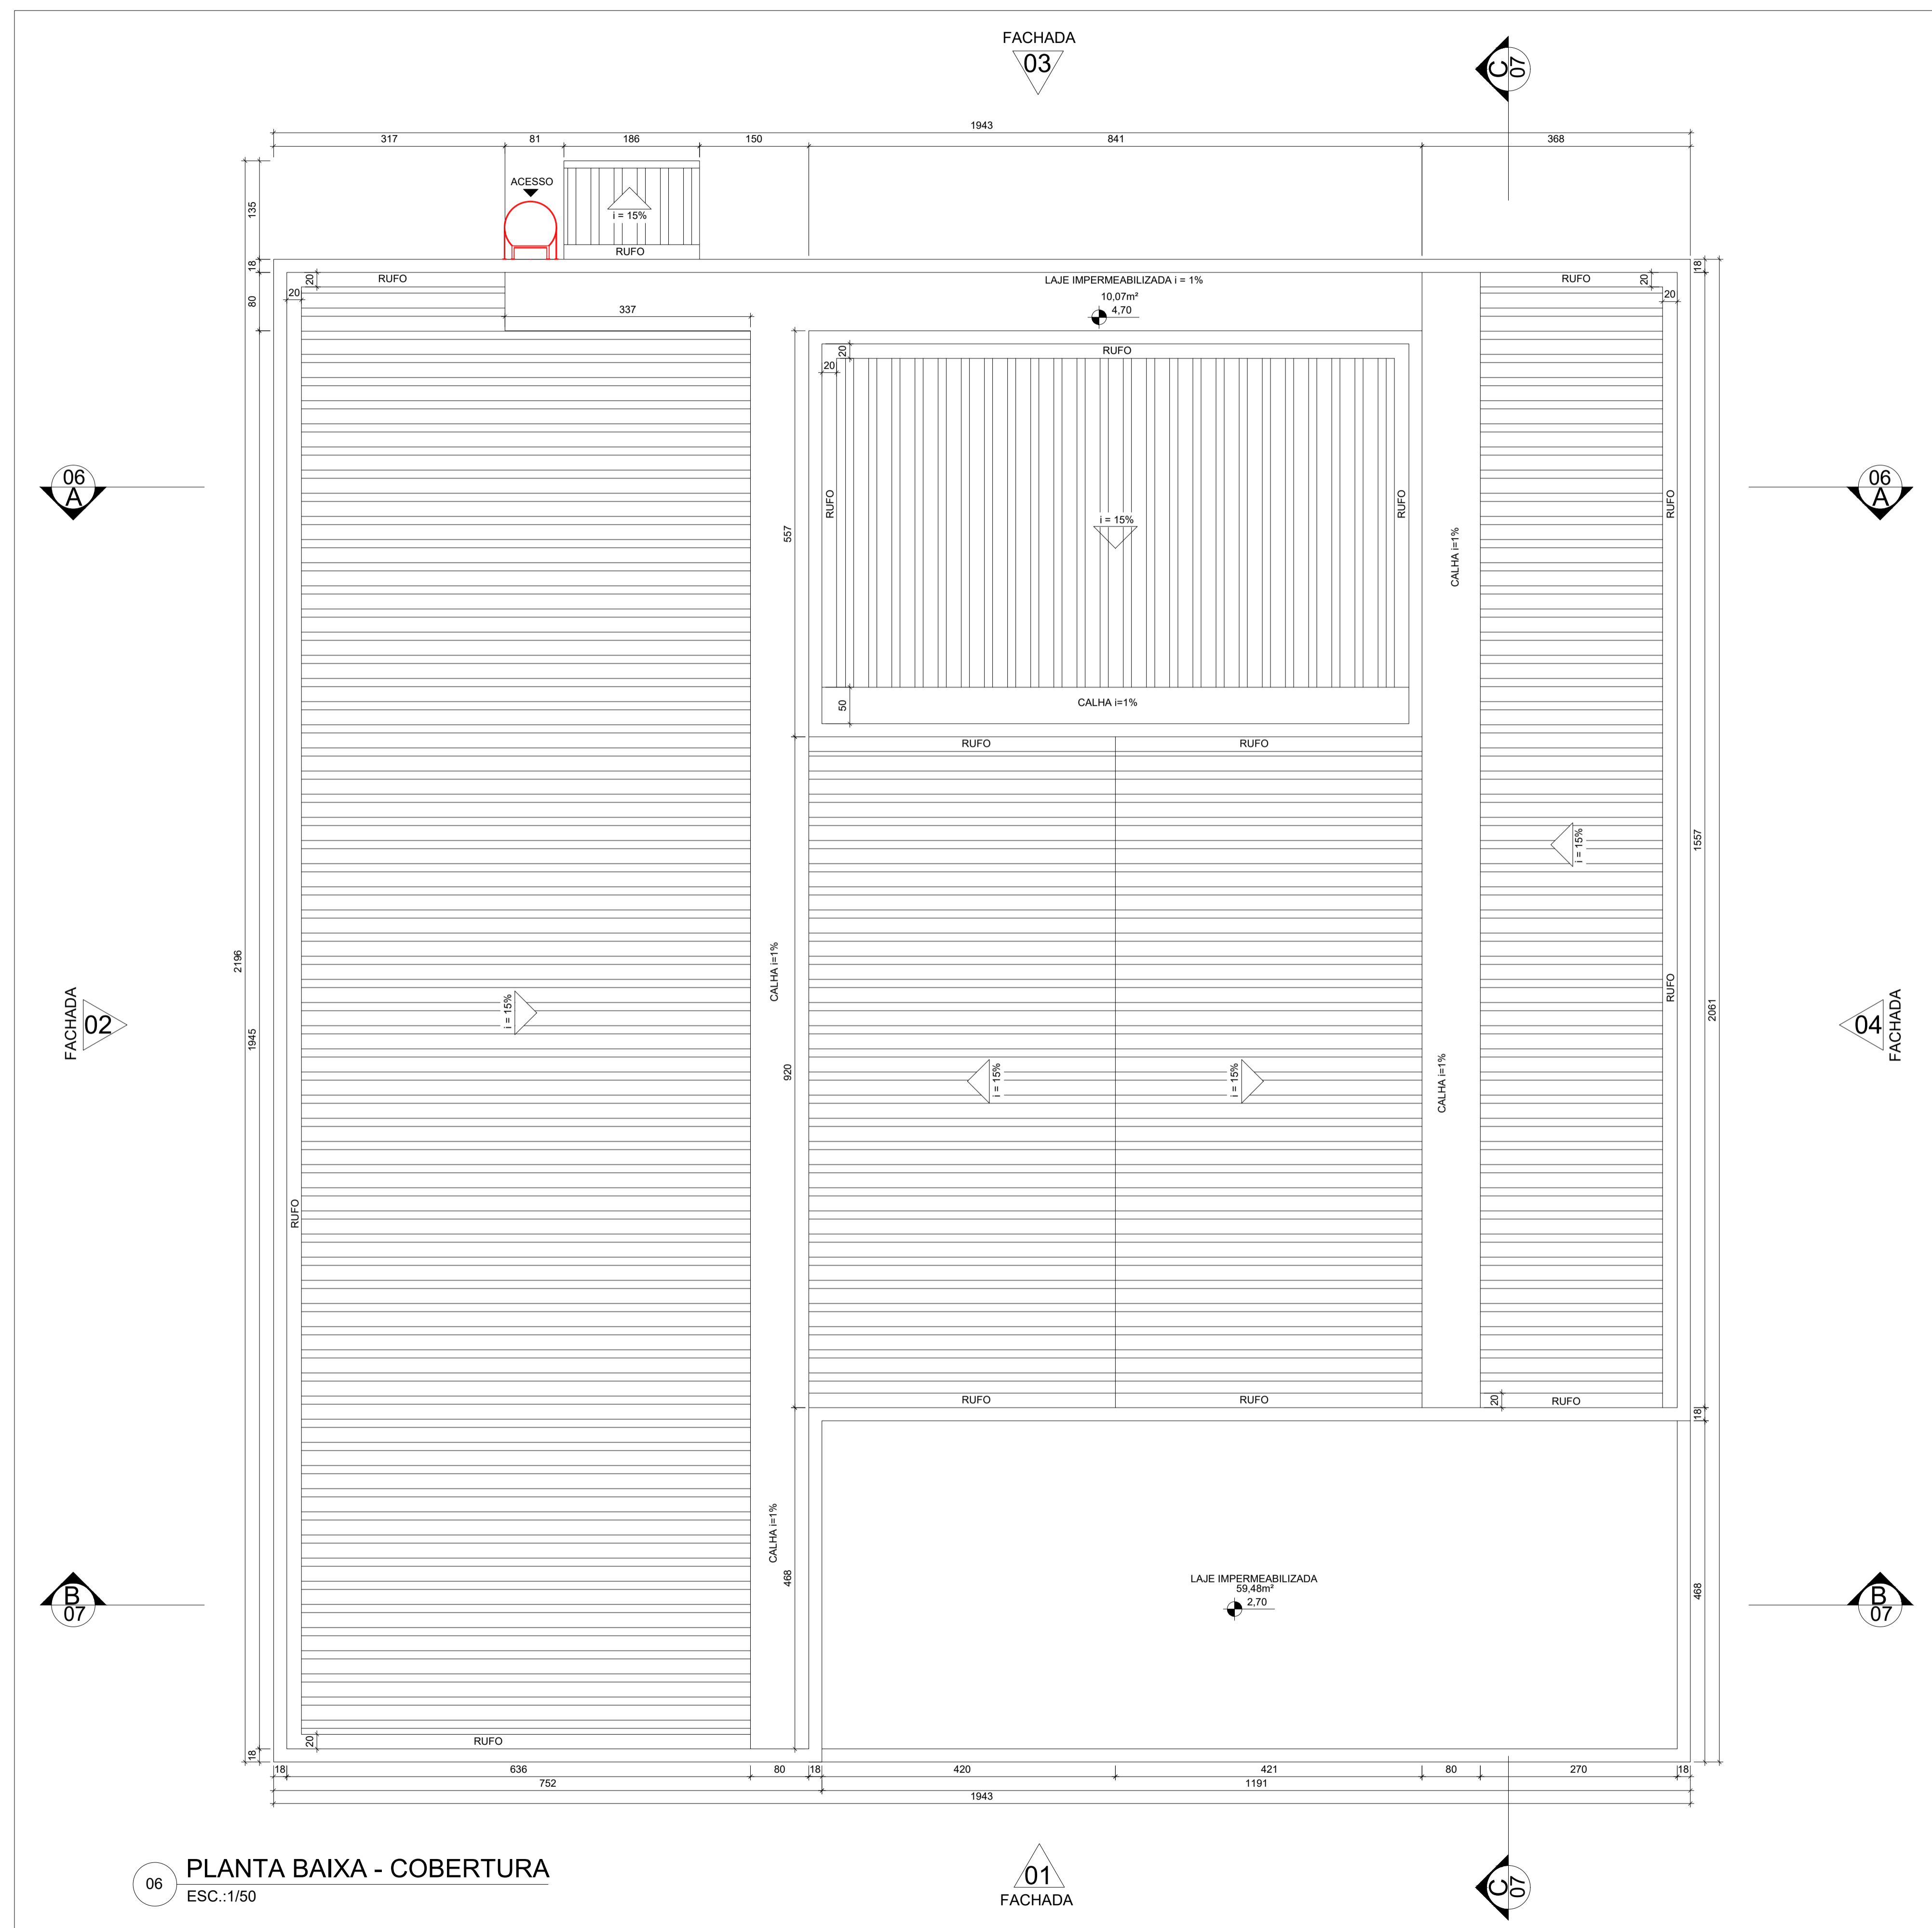 FACHADA
03
C
07
1943
317
81
186
150
841
368
ACESSO
i = 15%
RUFO
135
18
80
20
20
RUFO
337
LAJE IMPERMEABILIZADA i = 1%
10,07m²
4,70
RUFO
20
20
18
20
20
RUFO
RUFO
06
A
06
A
RUFO
i = 15%
RUFO
557
CALHA i=1%
RUFO
50
CALHA i=1%
RUFO
RUFO
i = 15%
1557
2196
1945
CALHA i=1%
FACHADA
02
i = 15%
920
i = 15%
i = 15%
CALHA i=1%
RUFO
2061
04
FACHADA
RUFO
RUFO
RUFO
20
RUFO
18
CALHA i=1%
468
LAJE IMPERMEABILIZADA
59,48m²
2,70
468
B
07
B
07
18
20
RUFO
18
636
80
18
420
421
80
270
18
752
1191
1943
06
PLANTA BAIXA - COBERTURA
ESC.:1/50
01
FACHADA
C
07